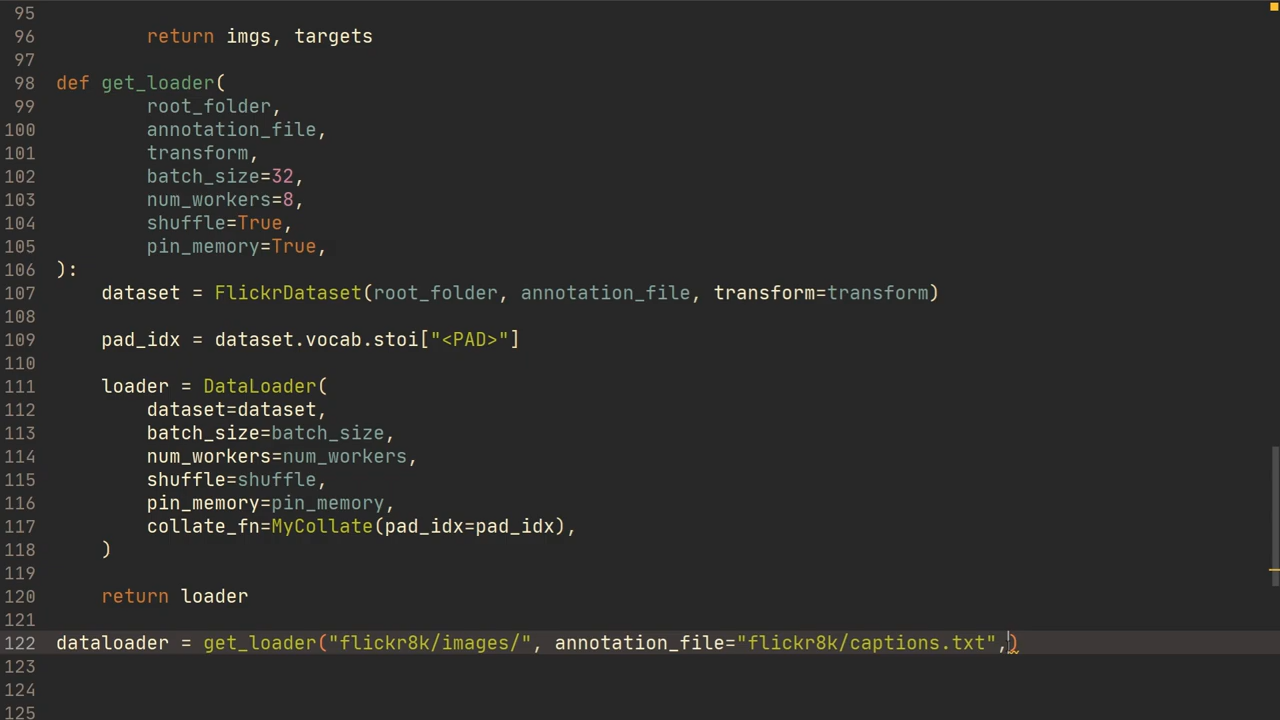 95
96         return imgs, targets
97
98 def get_loader(
99         root_folder,
100         annotation_file,
101         transform,
102         batch_size=32,
103         num_workers=8,
104         shuffle=True,
105         pin_memory=True,
106 ):
107     dataset = FlickrDataset(root_folder, annotation_file, transform=transform)
108
109     pad_idx = dataset.vocab.stoi["<PAD>"]
110
111     loader = DataLoader(
112         dataset=dataset,
113         batch_size=batch_size,
114         num_workers=num_workers,
115         shuffle=shuffle,
116         pin_memory=pin_memory,
117         collate_fn=MyCollate(pad_idx=pad_idx),
118     )
119
120     return loader
121
122 dataloader = get_loader("flickr8k/images/", annotation_file="flickr8k/captions.txt",)
123
124
125